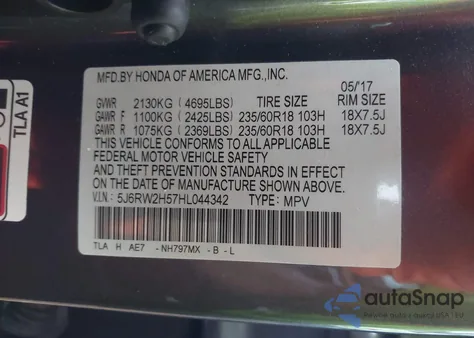 MFD.BY HONDA OF AMERICA MFG.,INC.
05/'17
GVWR 2130KG (4695LBS) TIRE SIZE RIM SIZE
GAWR F 1100KG (2425LBS) 235/60R18 103H 18X7.5J
GAWR R 1075KG (2369LBS) 235/60R18 103H 18X7.5J
THIS VEHICLE CONFORMS TO ALL APPLICABLE
FEDERAL MOTOR VEHICLE SAFETY
AND THEFT PREVENTION STANDARDS IN EFFECT
ON THE DATE OF MANUFACTURE SHOWN ABOVE.
V.I.N.: 5J6RW2H57HL044342 TYPE: MPV
TLA H AE7 -NH797MX -B -L
TLA A1
autoSnap